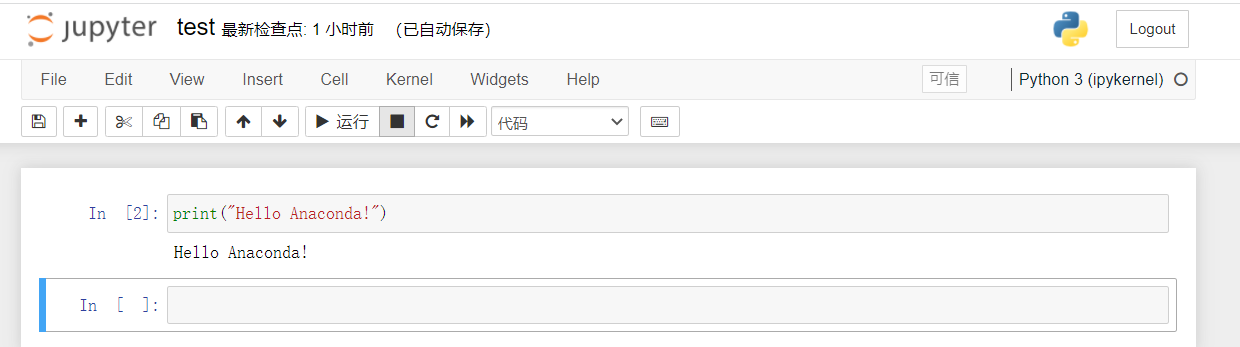 jupyter test 最新检查点: 1 小时前 (已自动保存) Logout
File Edit View Insert Cell Kernel Widgets Help 可信 Python 3 (ipykernel)
运行 代码
In [2]: print("Hello Anaconda!")
Hello Anaconda!
In [ ]: